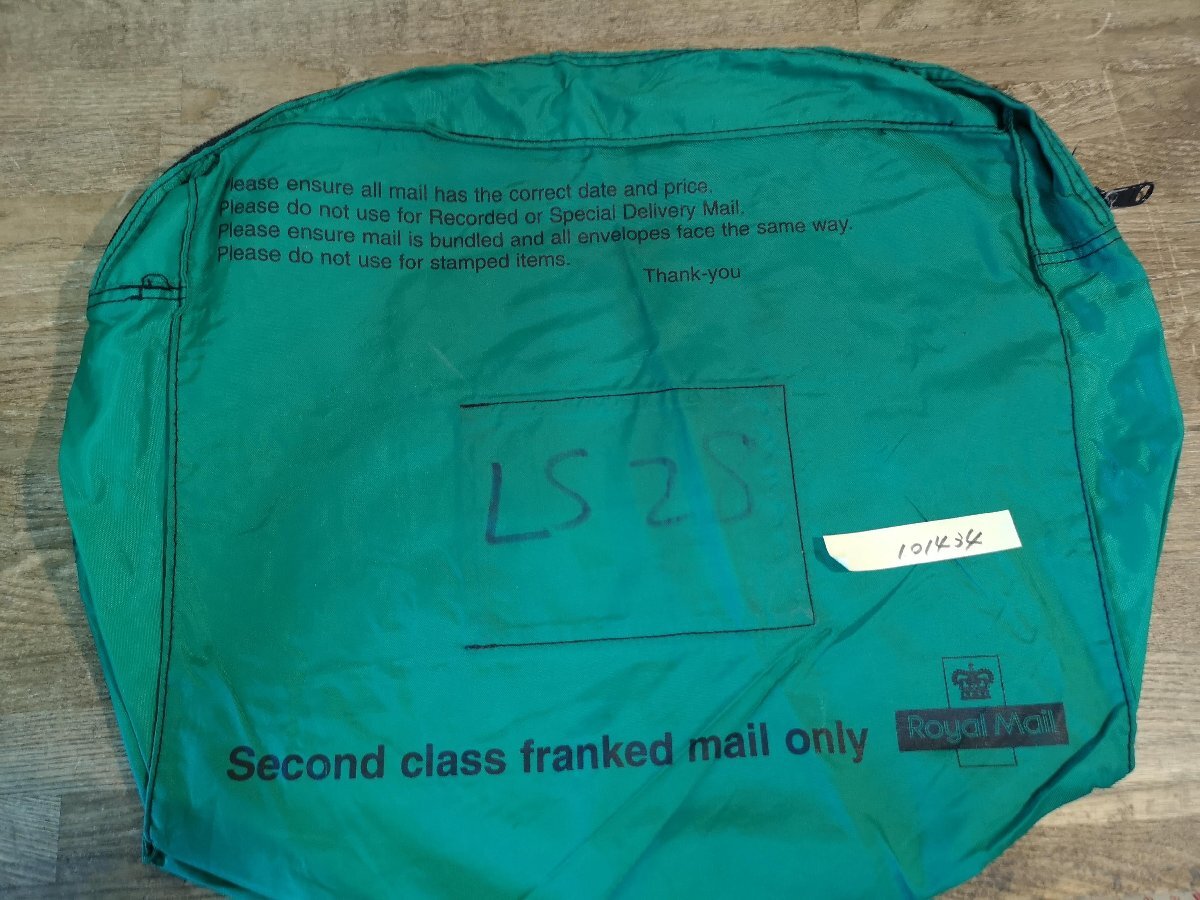 Please ensure all mail has the correct date and price.
Please do not use for Recorded or Special Delivery Mail.
Please ensure mail is bundled and all envelopes face the same way.
Please do not use for stamped items.
Thank-you
LS 28
101434
Royal Mail
Second class franked mail only